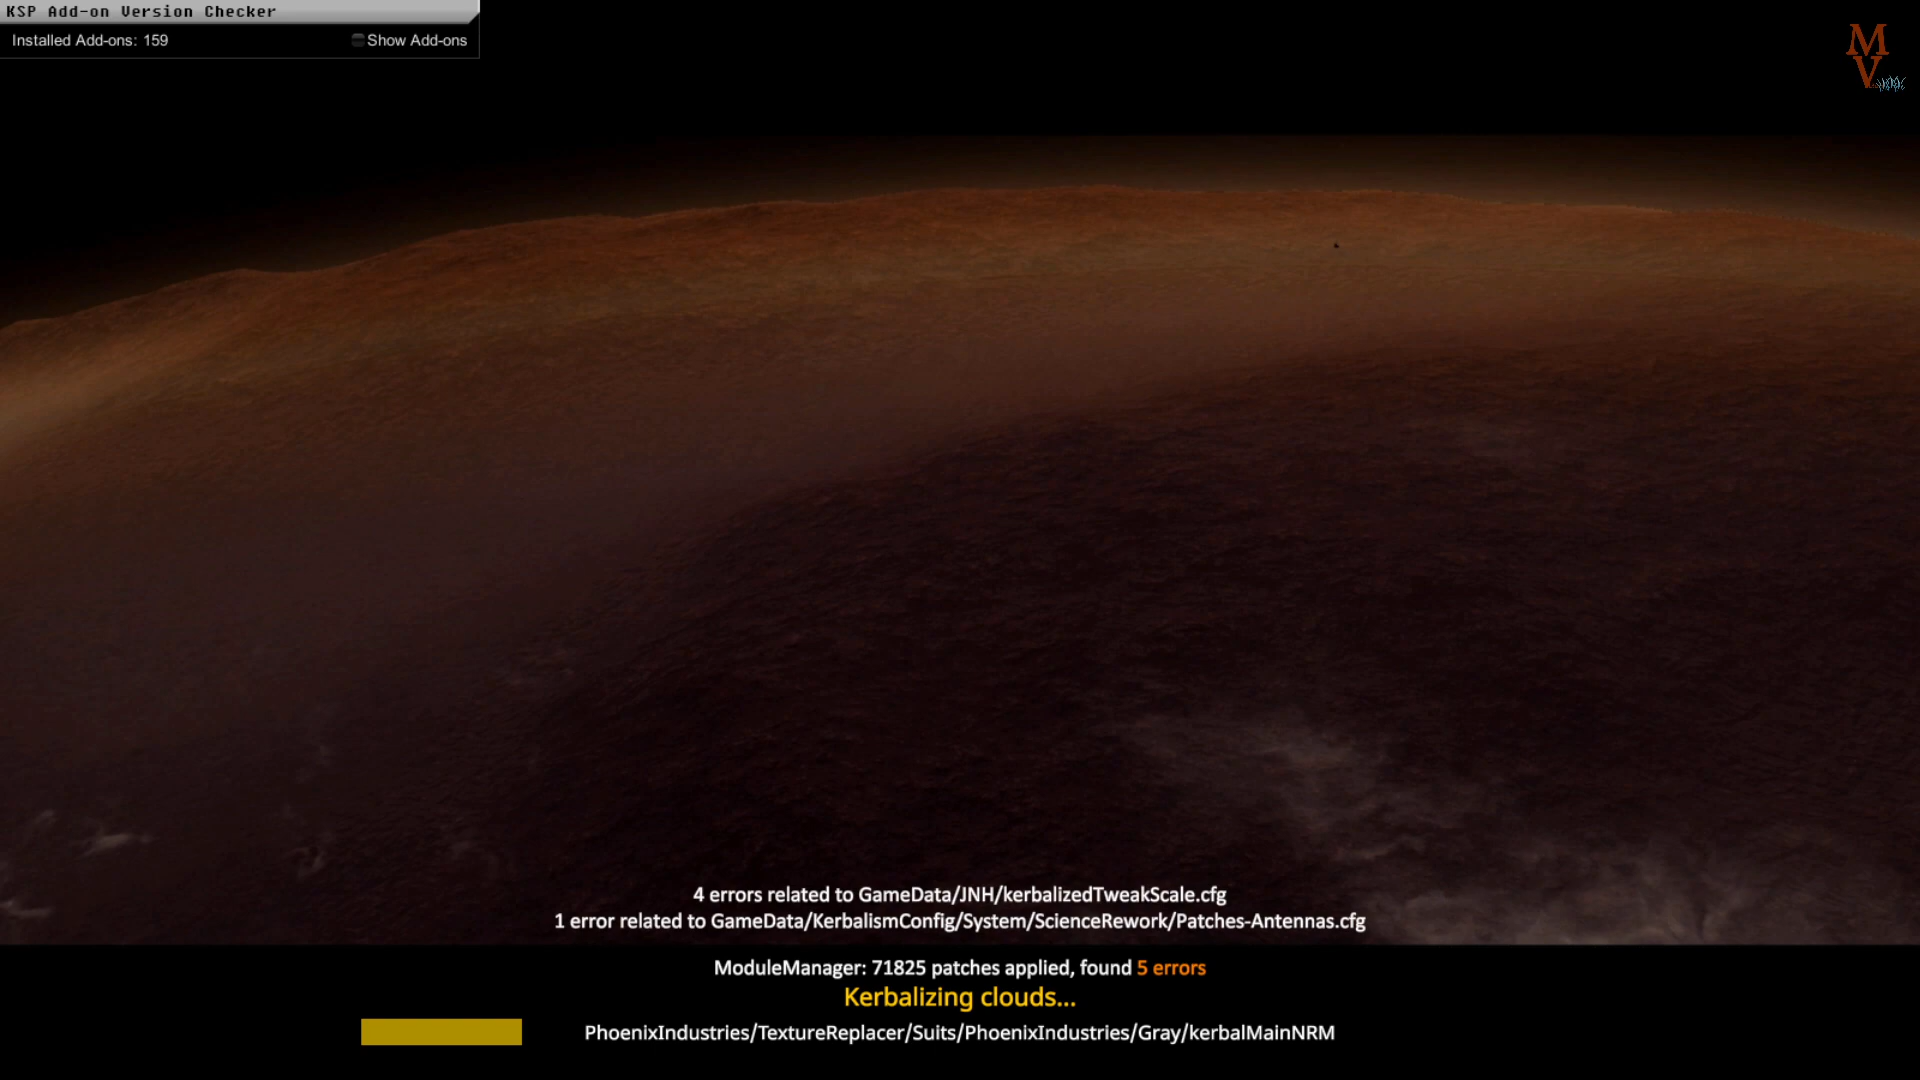 KSP Add-on Version Checker
Installed Add-ons: 159
Show Add-ons
M
V
4 errors related to GameData/JNH/kerbalizedTweakScale.cfg
1 error related to GameData/KerbalismConfig/System/ScienceRework/Patches-Antennas.cfg
ModuleManager: 71825 patches applied, found 5 errors
Kerbalizing clouds...
PhoenixIndustries/TextureReplacer/Suits/PhoenixIndustries/Gray/kerbalMainNRM